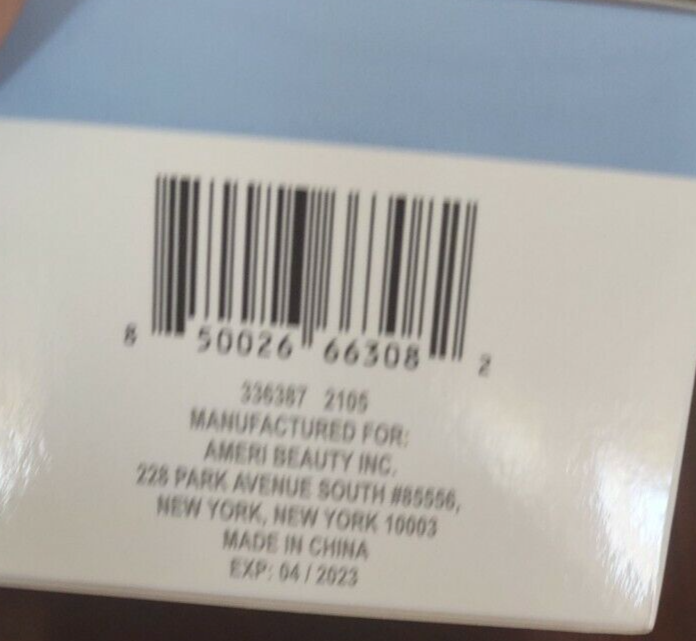 8 50026 66308 2
336387 2105
MANUFACTURED FOR:
AMERI BEAUTY INC.
228 PARK AVENUE SOUTH #85556,
NEW YORK, NEW YORK 10003
MADE IN CHINA
EXP: 04 / 2023